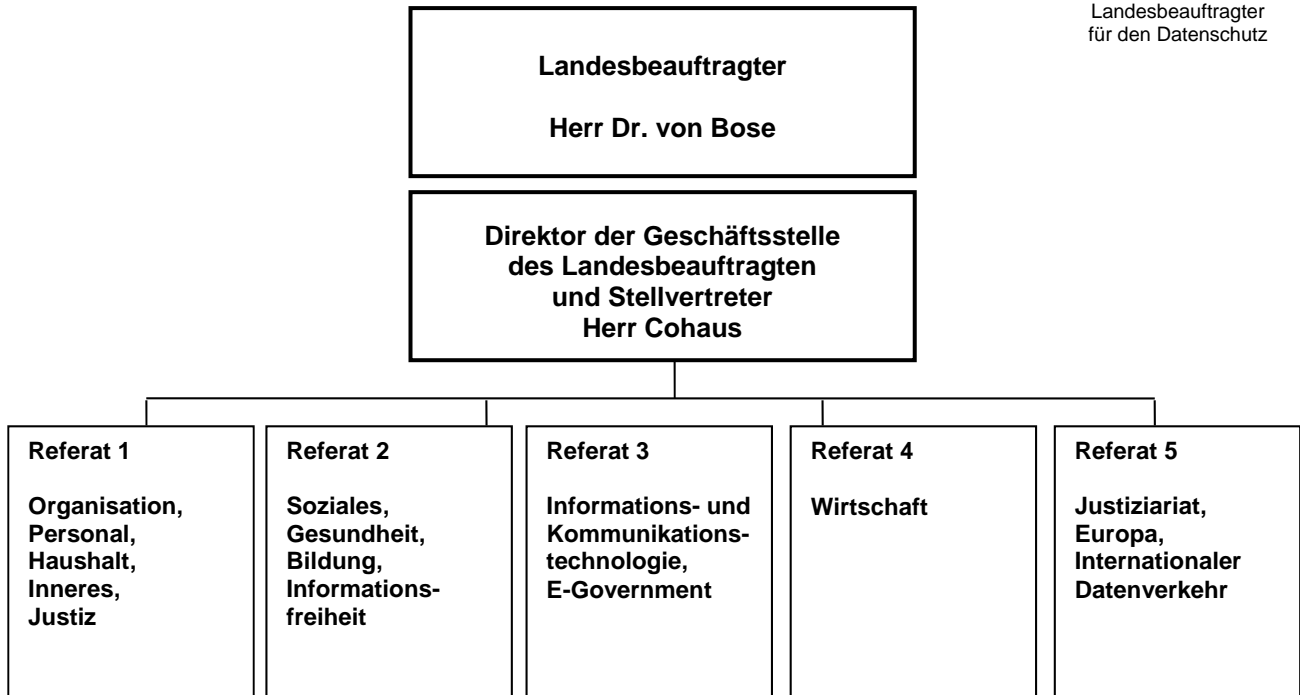 Landesbeauftragter
für den Datenschutz
Landesbeauftragter
Herr Dr. von Bose
Direktor der Geschäftsstelle
des Landesbeauftragten
und Stellvertreter
Herr Cohaus
Referat 1
Organisation,
Personal,
Haushalt,
Inneres,
Justiz
Referat 2
Soziales,
Gesundheit,
Bildung,
Informations-
freiheit
Referat 3
Informations- und
Kommunikations-
technologie,
E-Government
Referat 4
Wirtschaft
Referat 5
Justiziariat,
Europa,
Internationaler
Datenverkehr